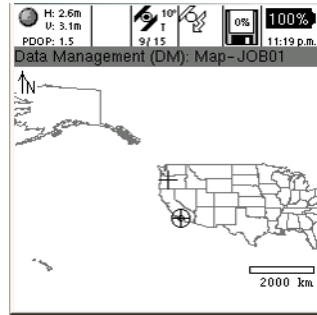 H: 2.6m
V: 3.1m
PDOP: 1.5
10°
T
9/15
0%
100%
11:19 p.m.
Data Management (DM): Map-JOB01
N
2000 km